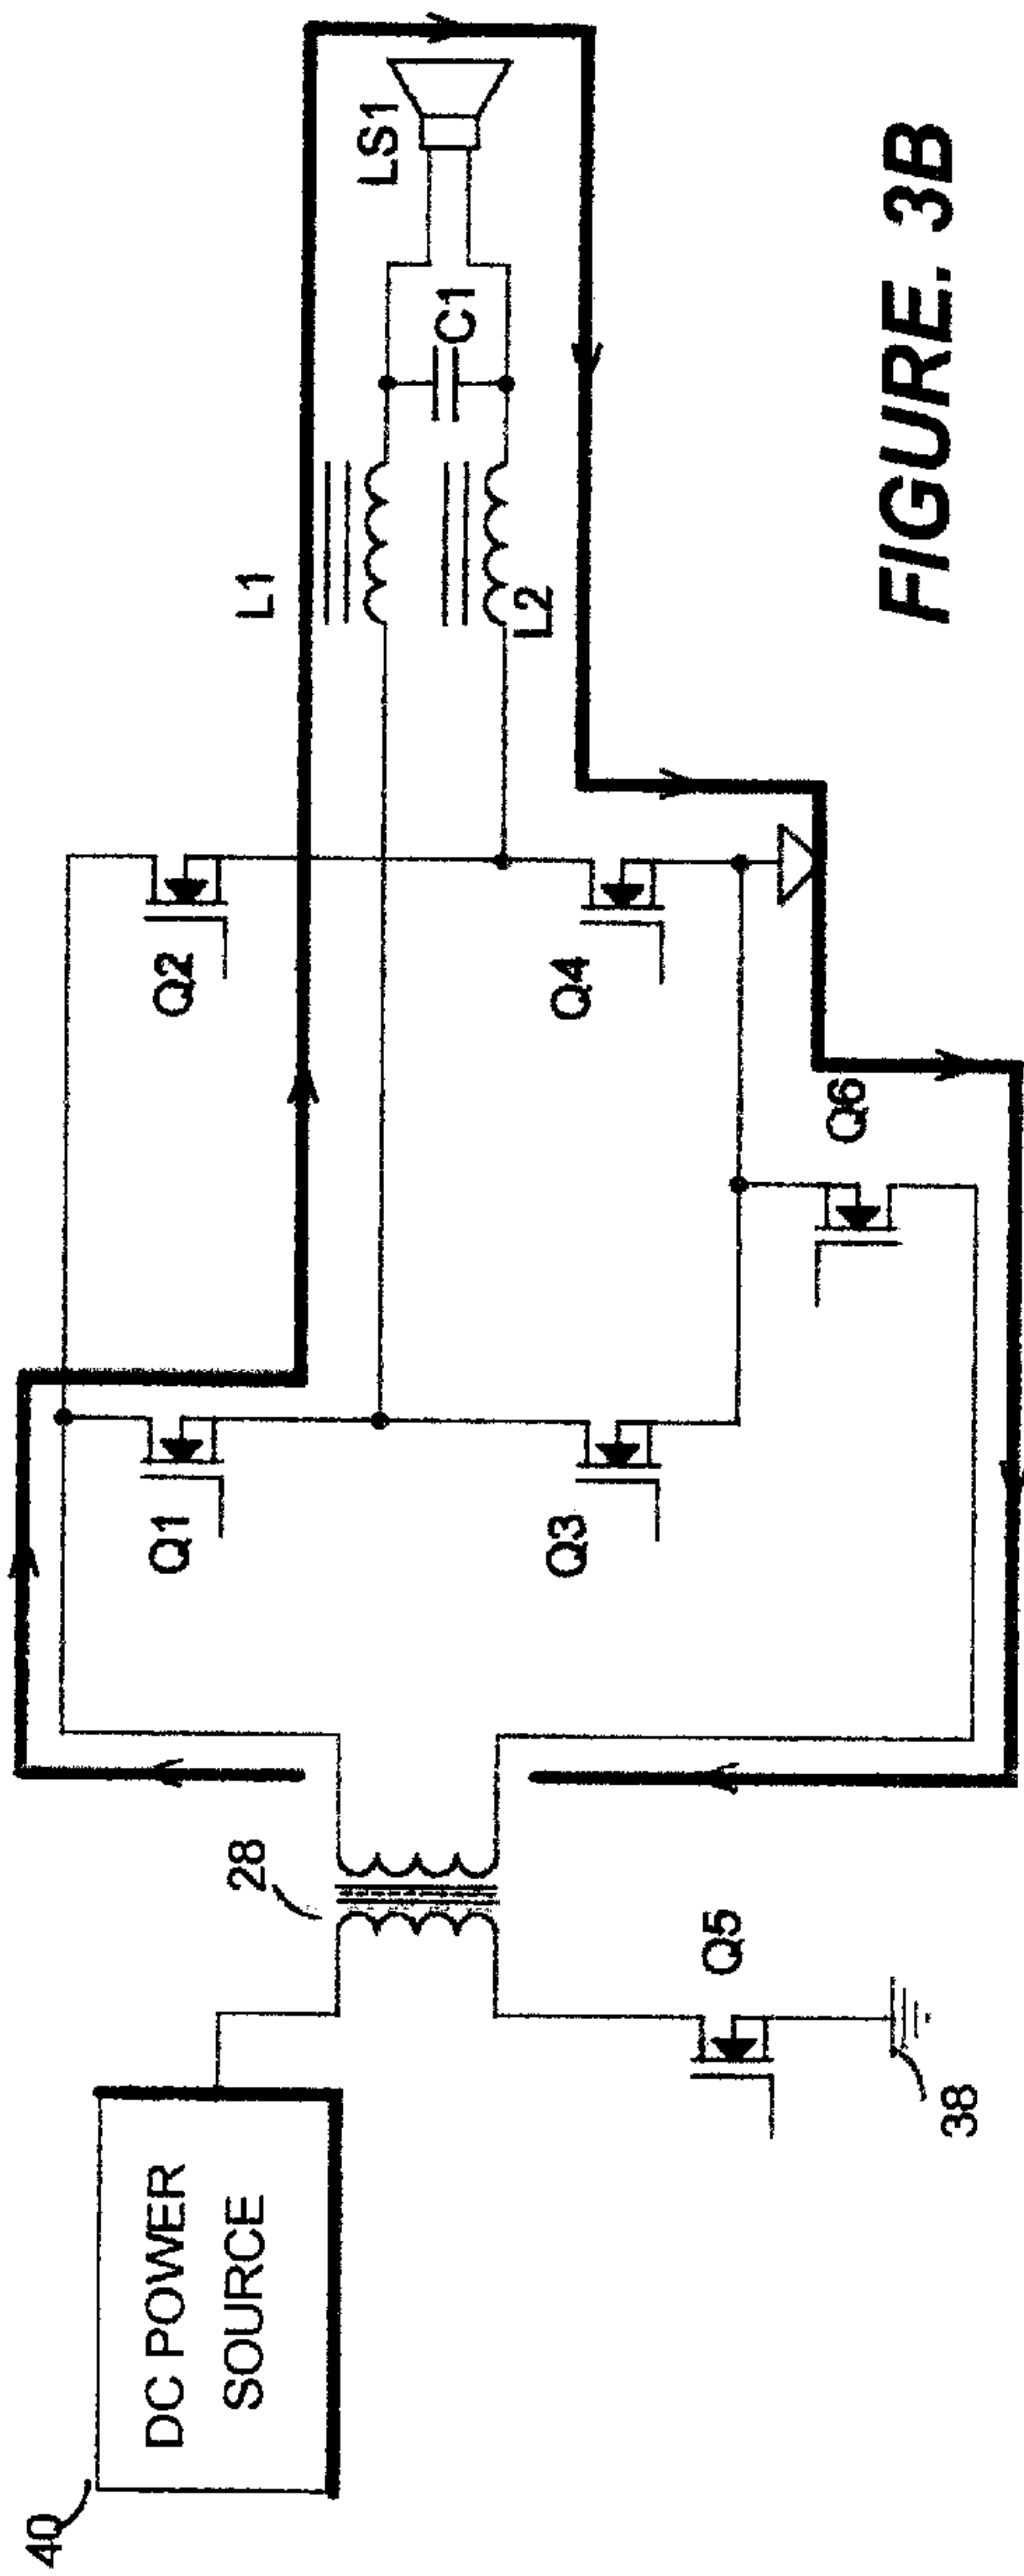 40
DC POWER
SOURCE
28
38
Q5
Q1
Q3
Q2
Q4
Q6
L1
L2
C1
LS1
FIGURE. 3B